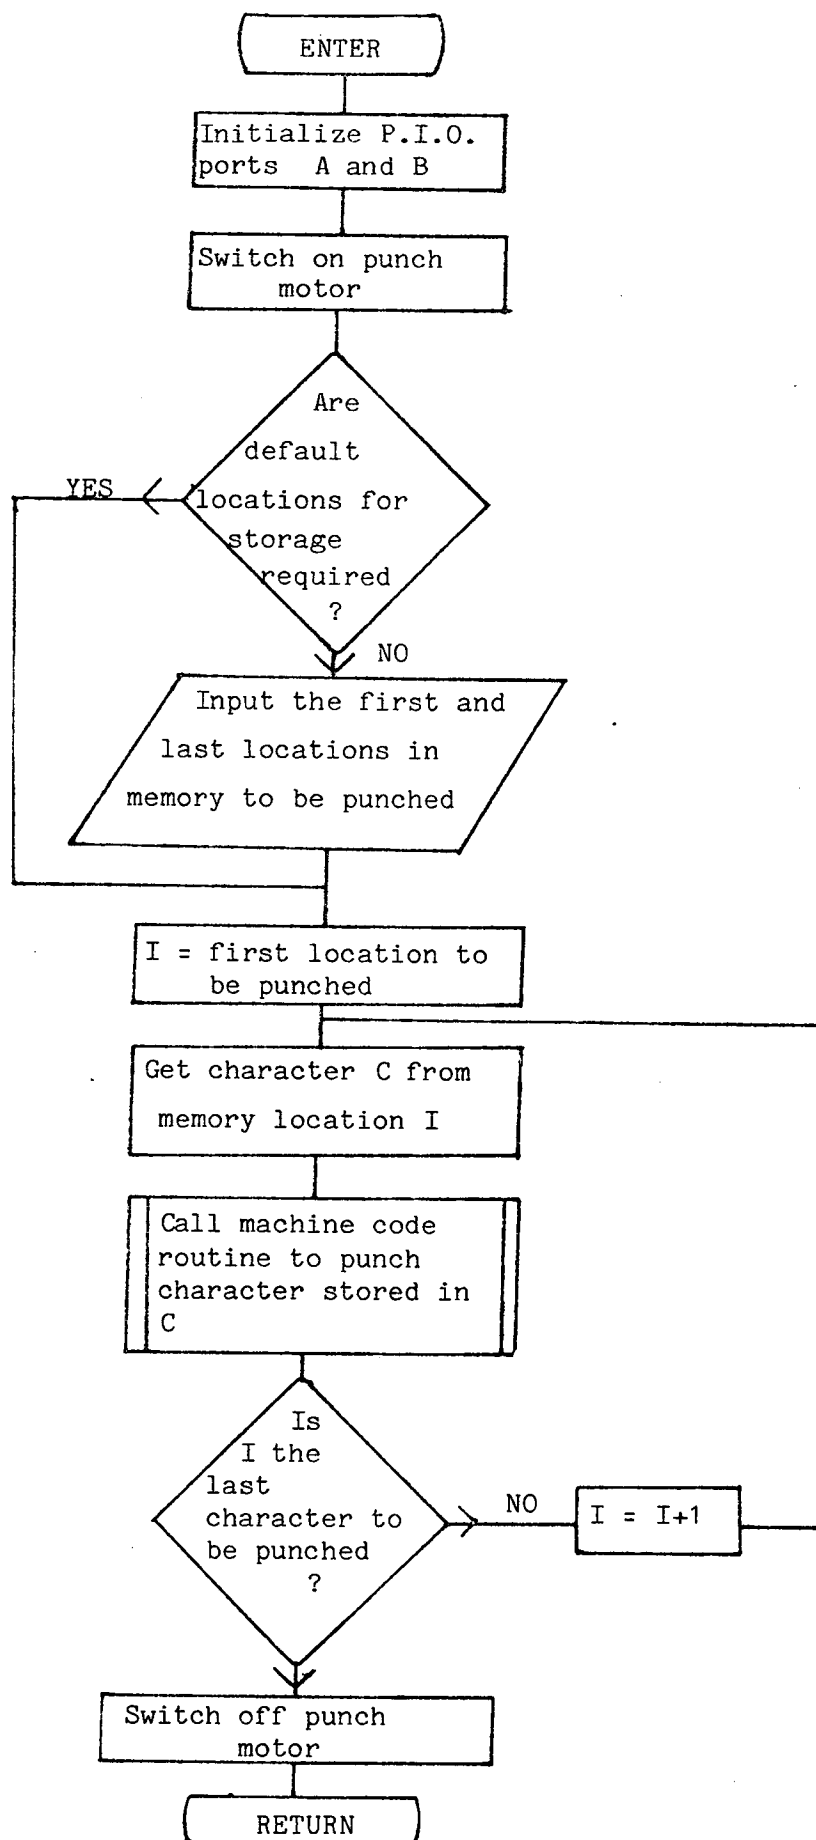 ENTER
Initialize P.I.O.
ports A and B
Switch on punch
motor
Are
default
YES
locations for
storage
required
?
NO
Input the first and
last locations in
memory to be punched
I = first location to
be punched
Get character C from
memory location I
Call machine code
routine to punch
character stored in
C
Is
I the
last
character to
be punched
?
NO
I = I+1
Switch off punch
motor
RETURN